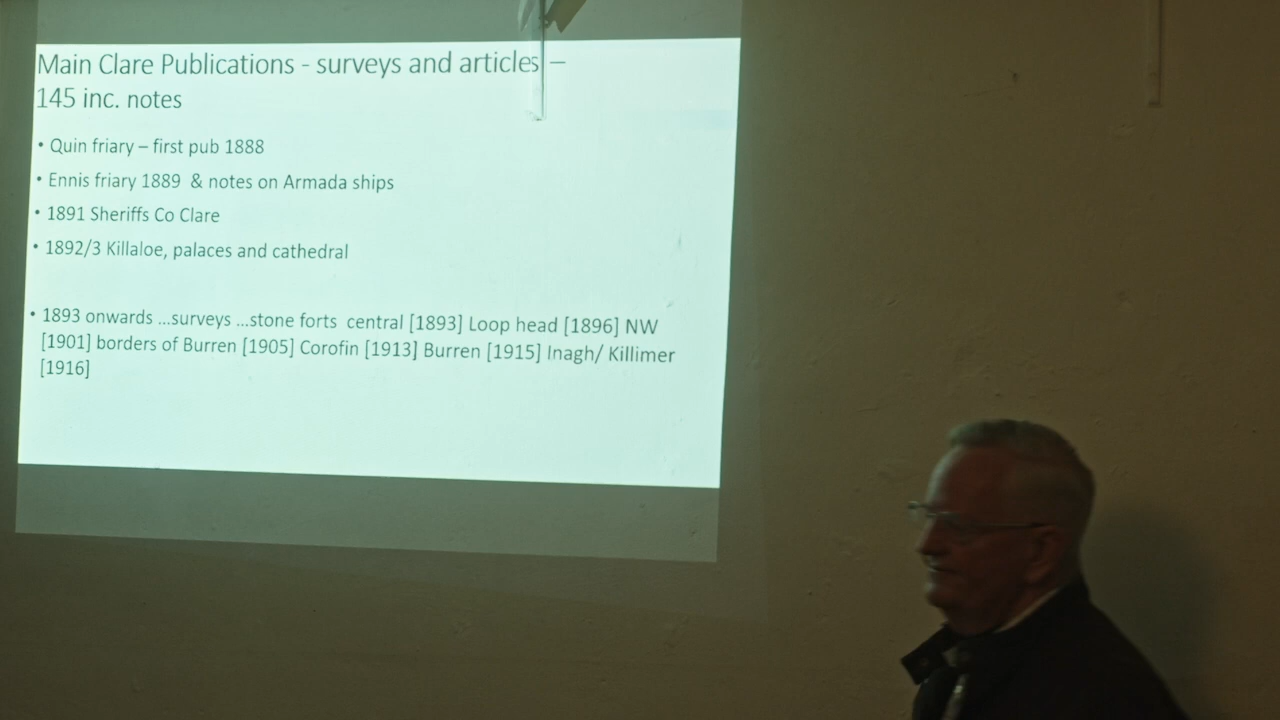 Main Clare Publications - surveys and articles –
145 inc. notes
• Quin friary – first pub 1888
• Ennis friary 1889 & notes on Armada ships
• 1891 Sheriffs Co Clare
• 1892/3 Killaloe, palaces and cathedral
• 1893 onwards ...surveys ...stone forts central [1893] Loop head [1896] NW
[1901] borders of Burren [1905] Corofin [1913] Burren [1915] Inagh/ Killimer
[1916]